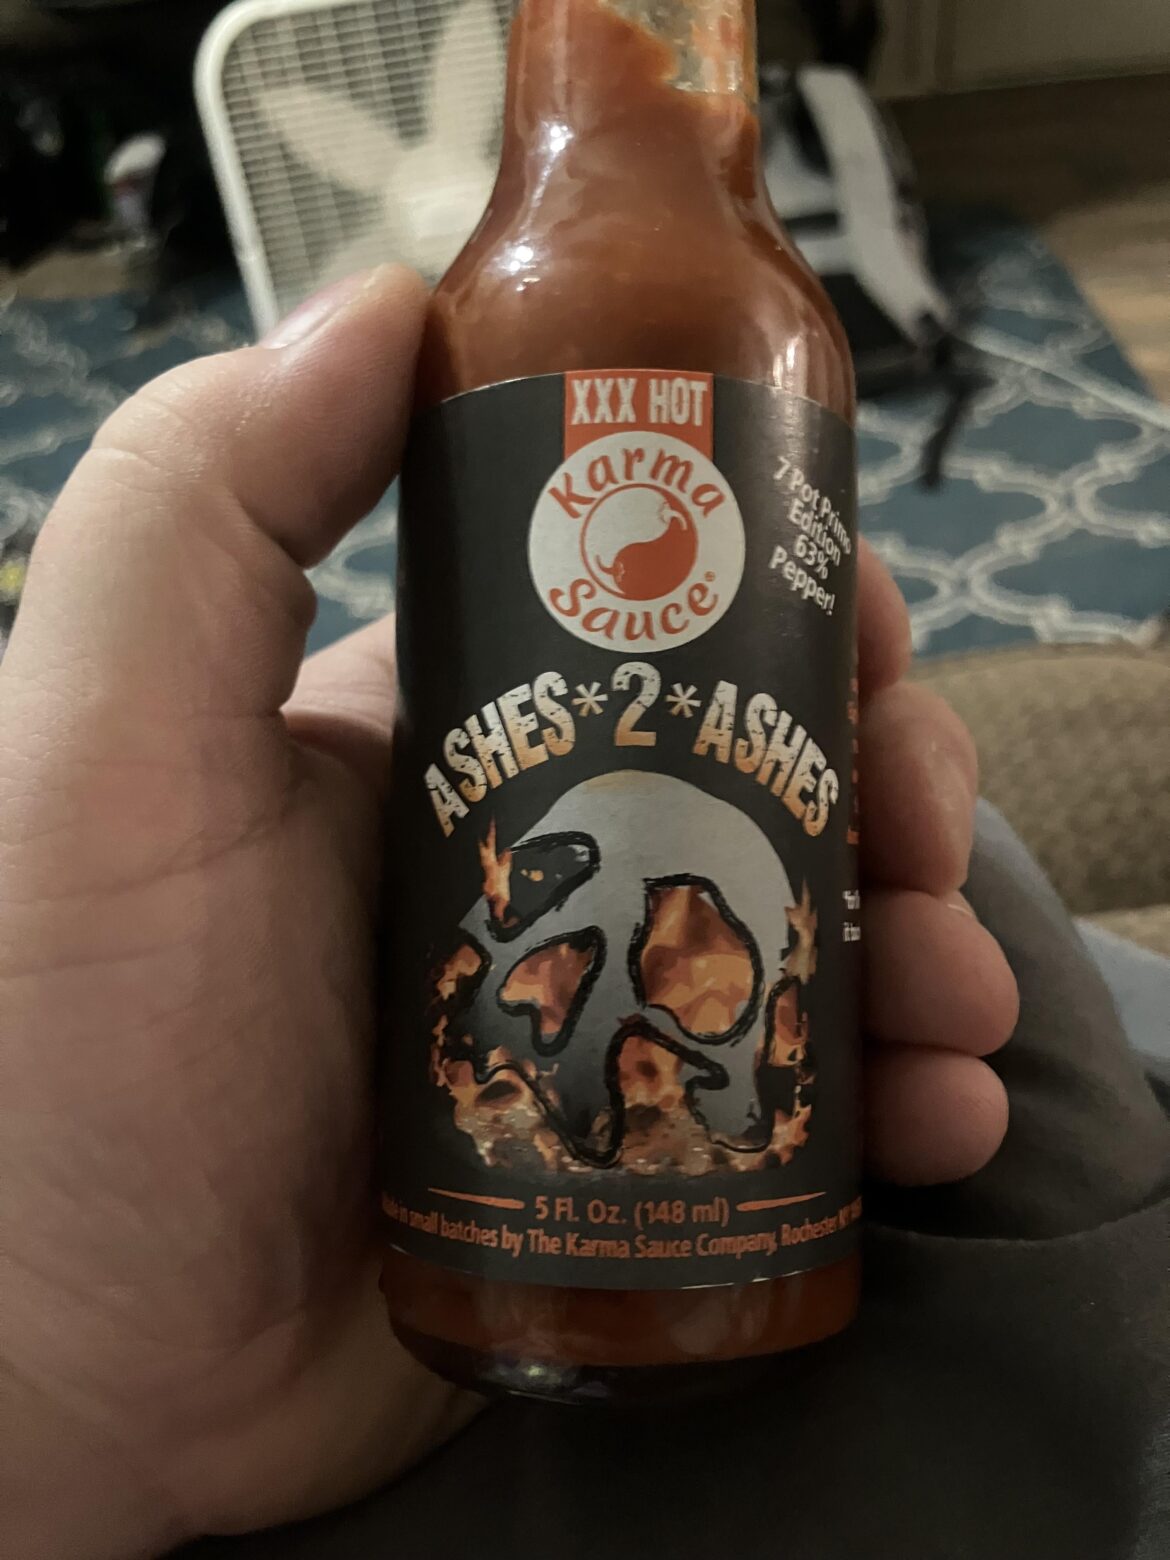 XXX HOT
Karma
Sauce®
7 Pot Primo
Edition
63%
Pepper!
ASHES*2*ASHES
5 Fl. Oz. (148 ml)
in small batches by The Karma Sauce Company, Rochester NY